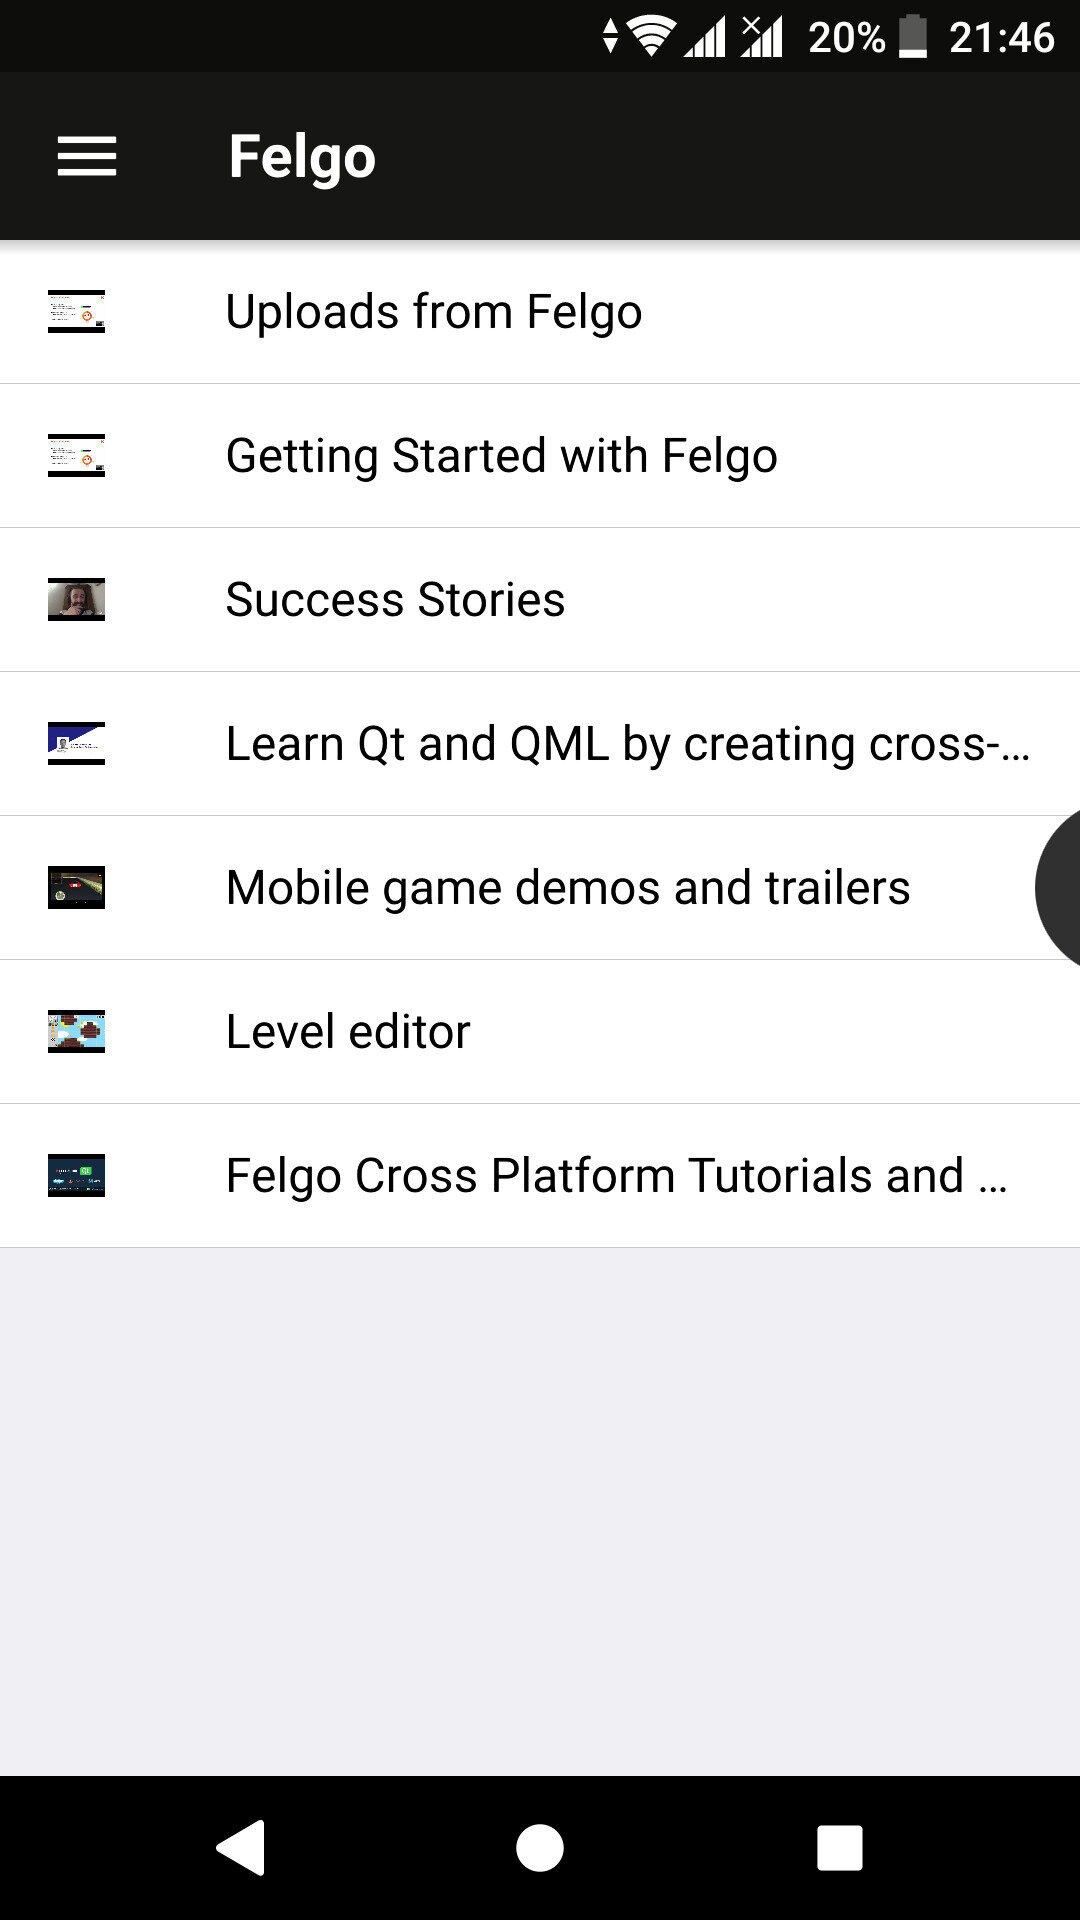 20% 21:46
Felgo
Uploads from Felgo
Getting Started with Felgo
Success Stories
Learn Qt and QML by creating cross-...
Mobile game demos and trailers
Level editor
Felgo Cross Platform Tutorials and ...